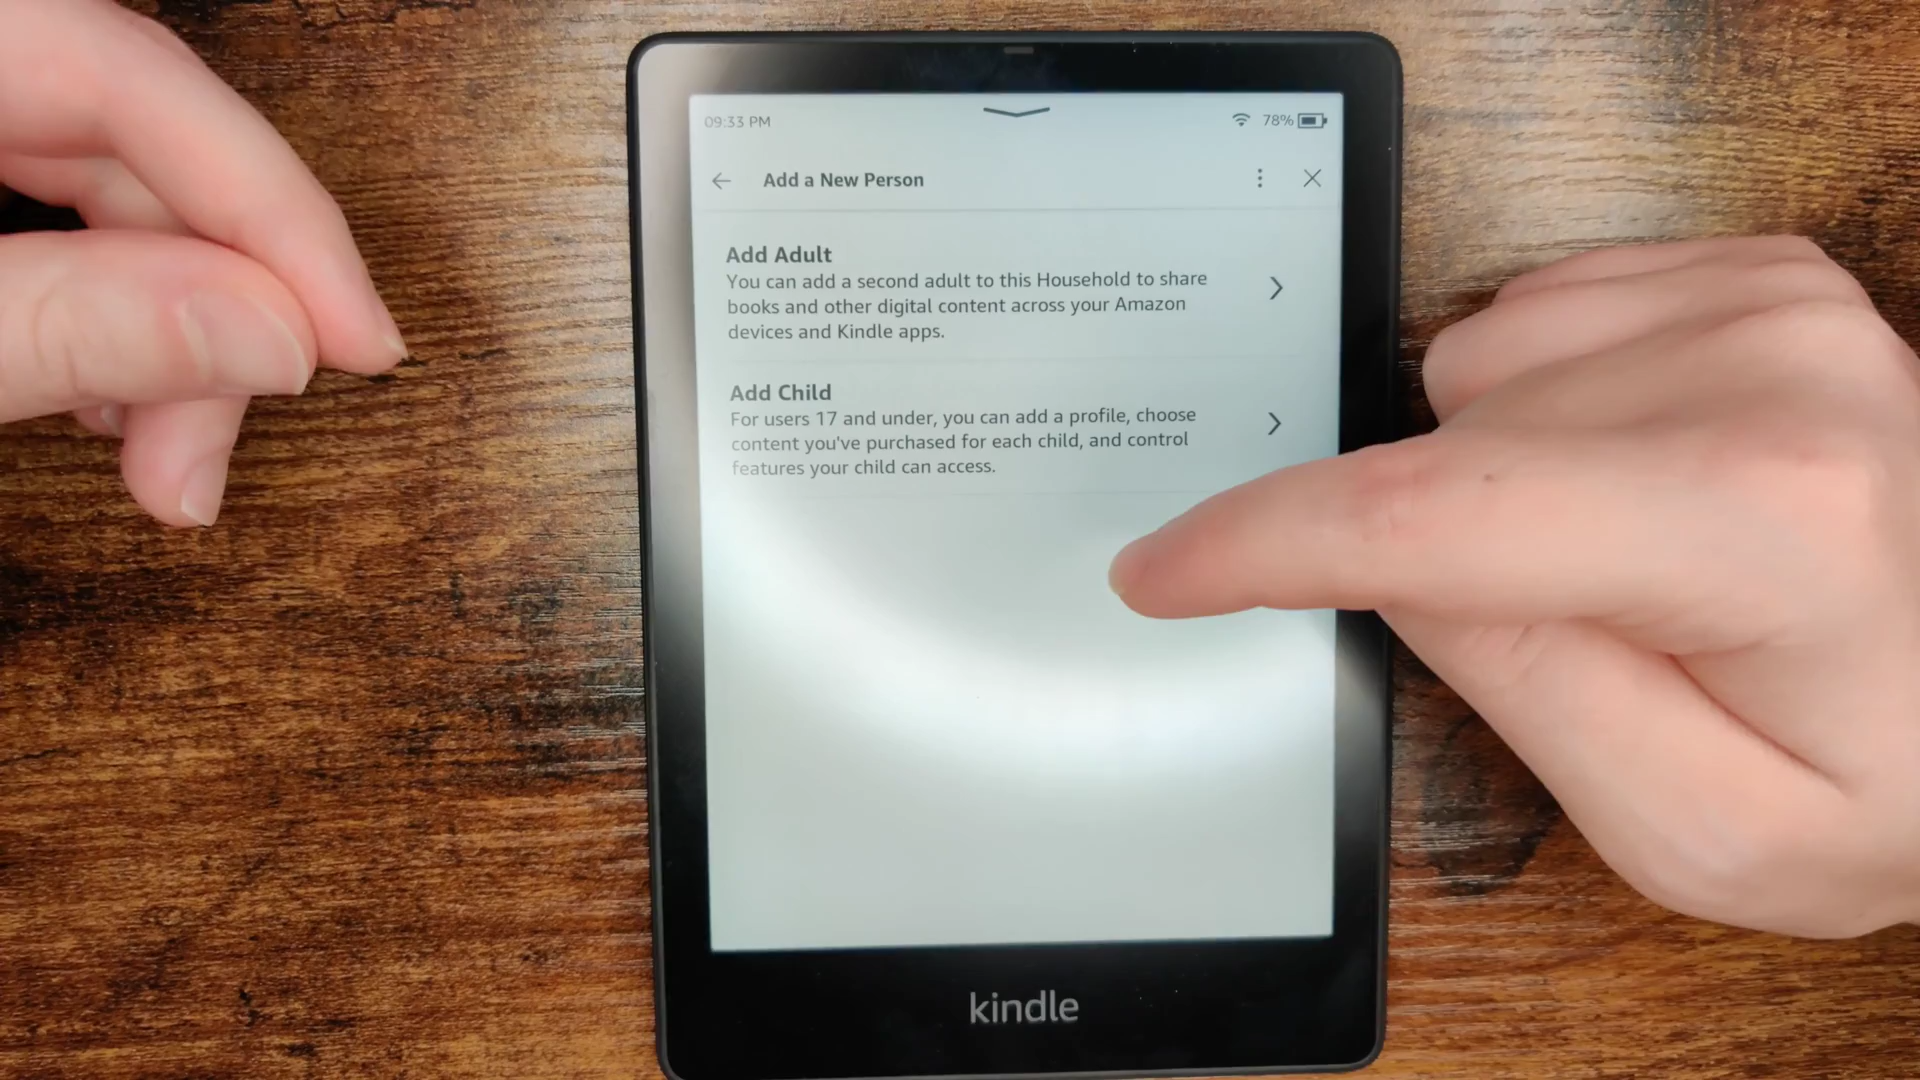 09:33 PM
78%
Add a New Person
Add Adult
You can add a second adult to this Household to share
books and other digital content across your Amazon
devices and Kindle apps.
Add Child
For users 17 and under, you can add a profile, choose
content you've purchased for each child, and control
features your child can access.
kindle